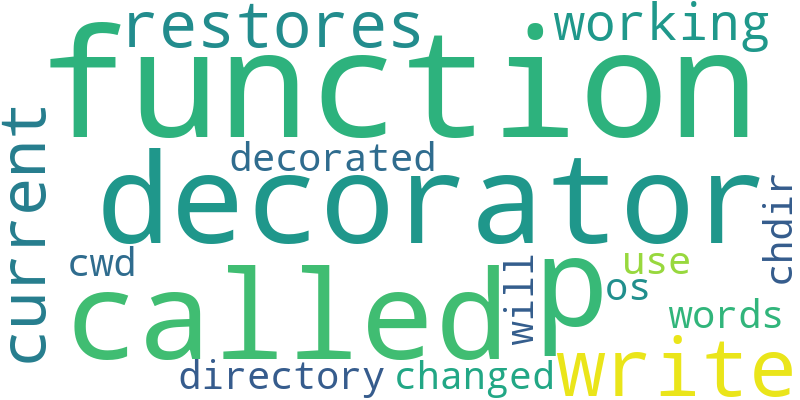 restores
working
function
decorated
decorator
current
chdir
cwd
will
p
use
os
called
words
directory
changed
write